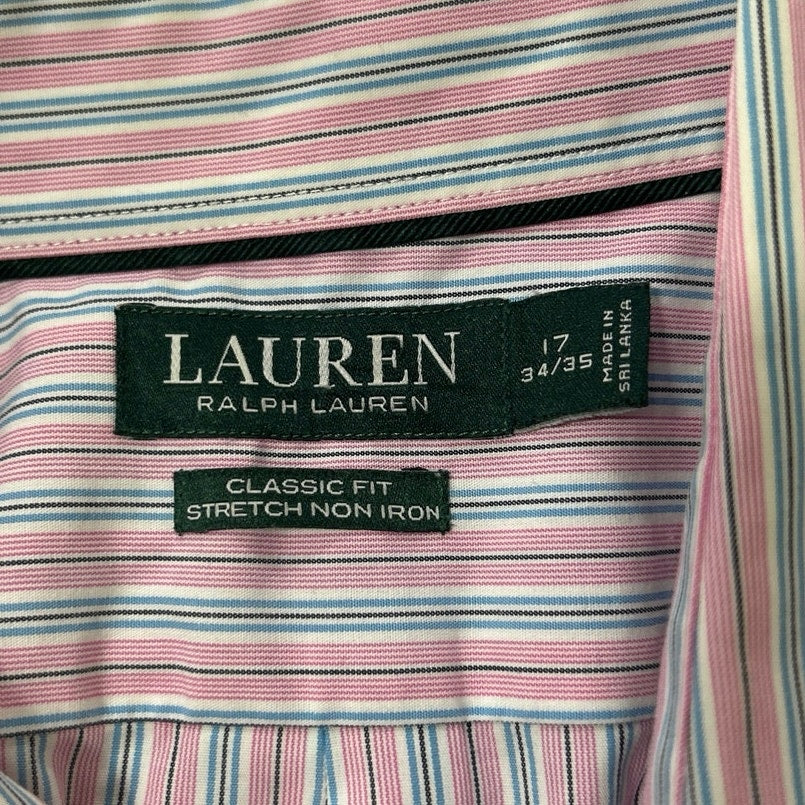 LAUREN
RALPH LAUREN
17
34/35
MADE IN
SRI LANKA
CLASSIC FIT
STRETCH NON IRON